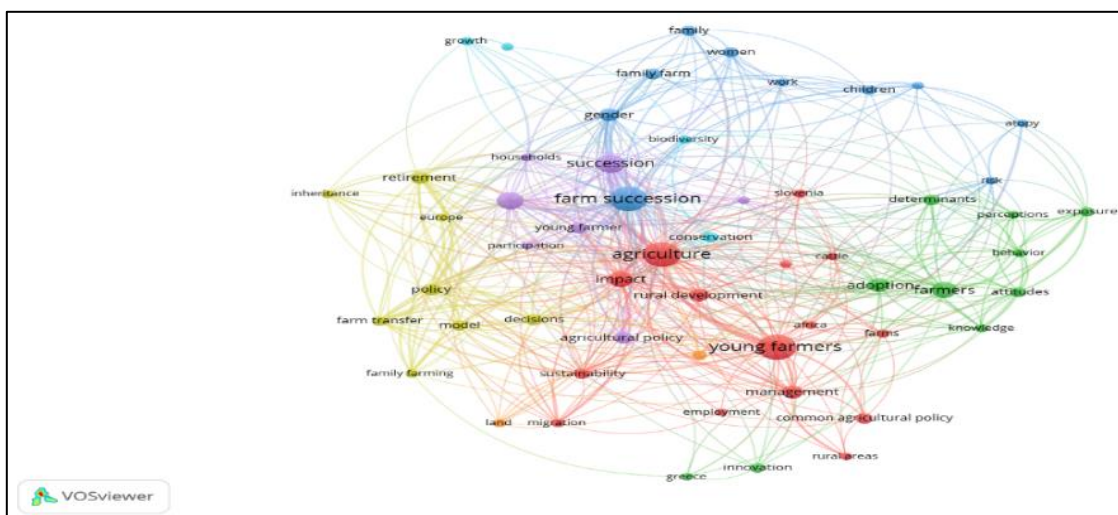 family
growth
women
family farm
work
children
gender
atopy
biodiversity
households
succession
retirement
risk
inheritance
slovenia
farm succession
determinants
europe
perceptions
exposure
young farmer
conservation
participation
agriculture
cattle
behavior
impact
adoption
farmers
attitudes
policy
rural development
farm transfer
model
decisions
africa
knowledge
farms
agricultural policy
young farmers
family farming
sustainability
management
employment
common agricultural policy
land
migration
rural areas
innovation
greece
VOSviewer